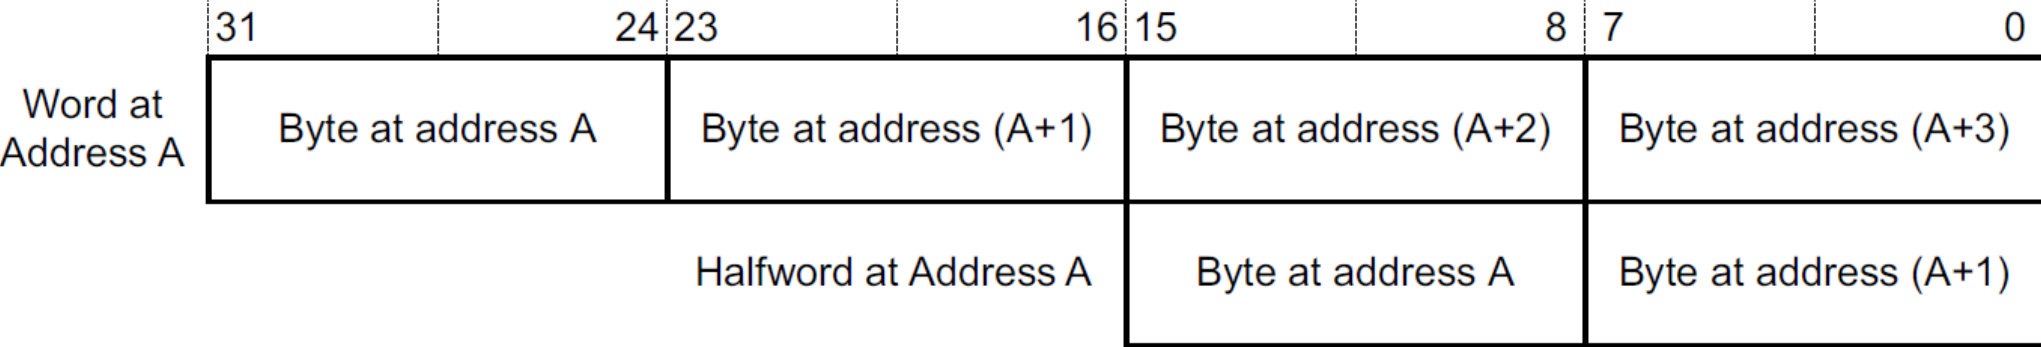 31 24 23 16 15 8 7 0
Word at
Address A
Byte at address A Byte at address (A+1) Byte at address (A+2) Byte at address (A+3)
Halfword at Address A Byte at address A Byte at address (A+1)